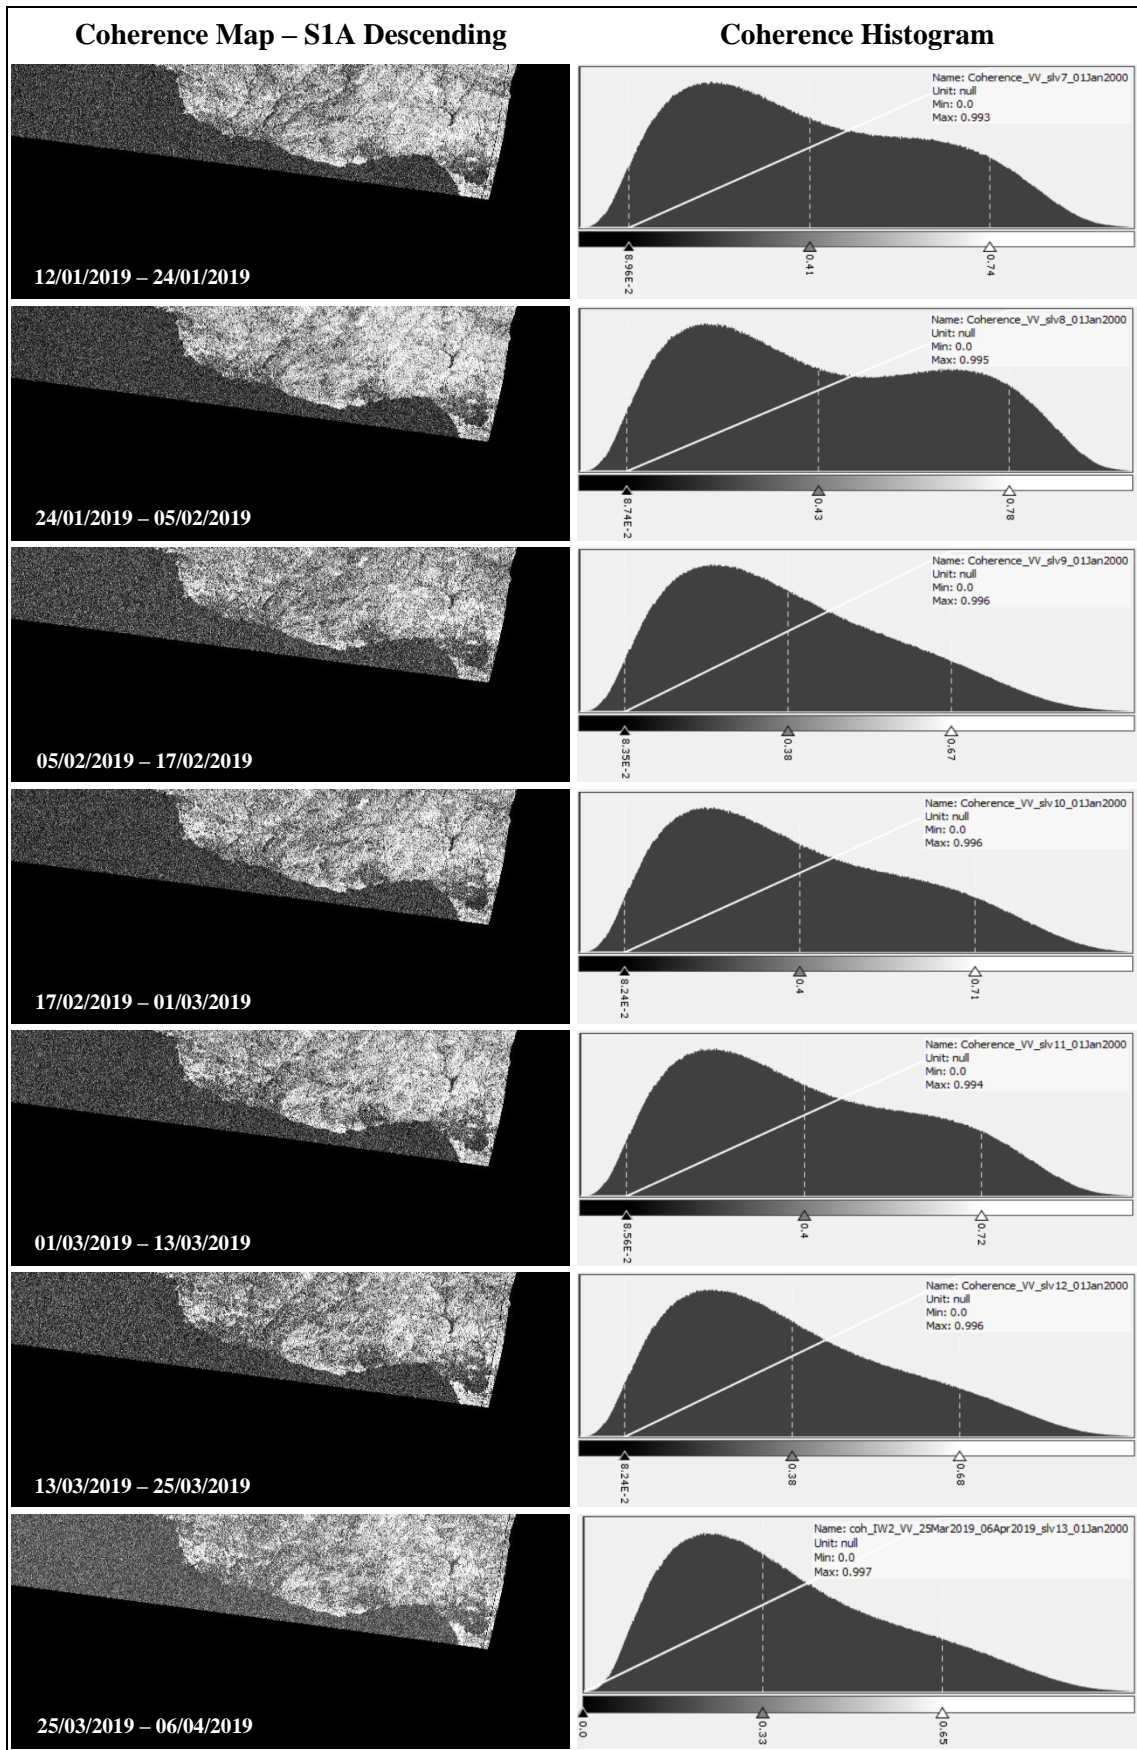 Coherence Map – S1A Descending
Coherence Histogram
12/01/2019 – 24/01/2019
Name: Coherence_VV_slv7_01Jan2000
Unit: null
Min: 0.0
Max: 0.993
8.96E-2
0.41
0.74
24/01/2019 – 05/02/2019
Name: Coherence_VV_slv8_01Jan2000
Unit: null
Min: 0.0
Max: 0.995
8.74E-2
0.43
0.78
05/02/2019 – 17/02/2019
Name: Coherence_VV_slv9_01Jan2000
Unit: null
Min: 0.0
Max: 0.996
8.35E-2
0.38
0.67
17/02/2019 – 01/03/2019
Name: Coherence_VV_slv10_01Jan2000
Unit: null
Min: 0.0
Max: 0.996
8.24E-2
0.4
0.71
01/03/2019 – 13/03/2019
Name: Coherence_VV_slv11_01Jan2000
Unit: null
Min: 0.0
Max: 0.994
8.56E-2
0.4
0.72
13/03/2019 – 25/03/2019
Name: Coherence_VV_slv12_01Jan2000
Unit: null
Min: 0.0
Max: 0.996
8.24E-2
0.38
0.68
25/03/2019 – 06/04/2019
Name: coh_IW2_VV_25Mar2019_06Apr2019_slv13_01Jan2000
Unit: null
Min: 0.0
Max: 0.997
0.0
0.33
0.65